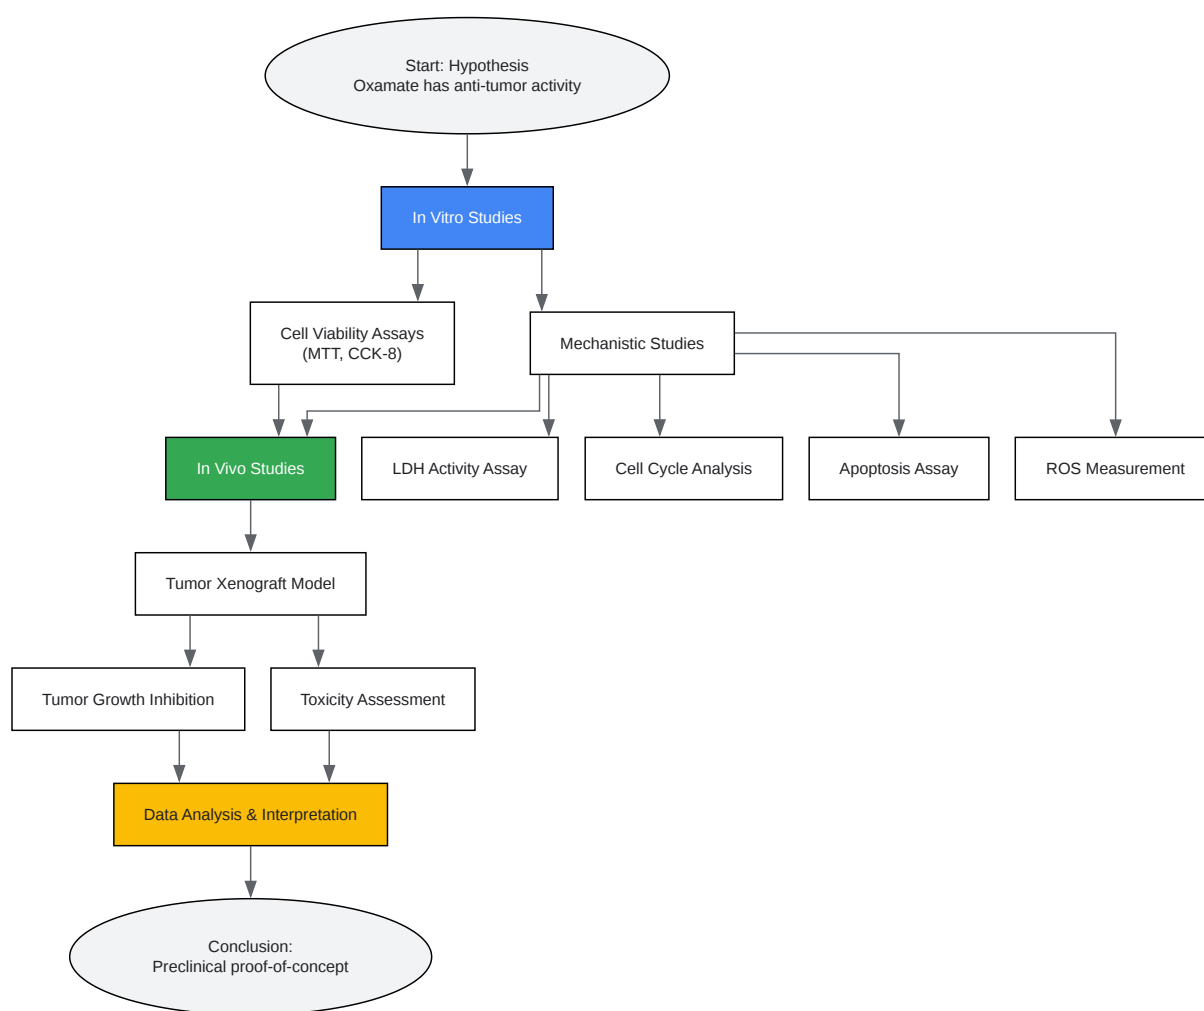 Start: Hypothesis
Oxamate has anti-tumor activity
In Vitro Studies
Cell Viability Assays
(MTT, CCK-8)
Mechanistic Studies
In Vivo Studies
LDH Activity Assay
Cell Cycle Analysis
Apoptosis Assay
ROS Measurement
Tumor Xenograft Model
Tumor Growth Inhibition
Toxicity Assessment
Data Analysis & Interpretation
Conclusion:
Preclinical proof-of-concept